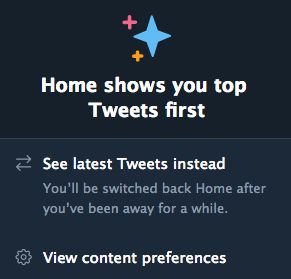 Home shows you top
Tweets first
See latest Tweets instead
You'll be switched back Home after
you've been away for a while.
View content preferences